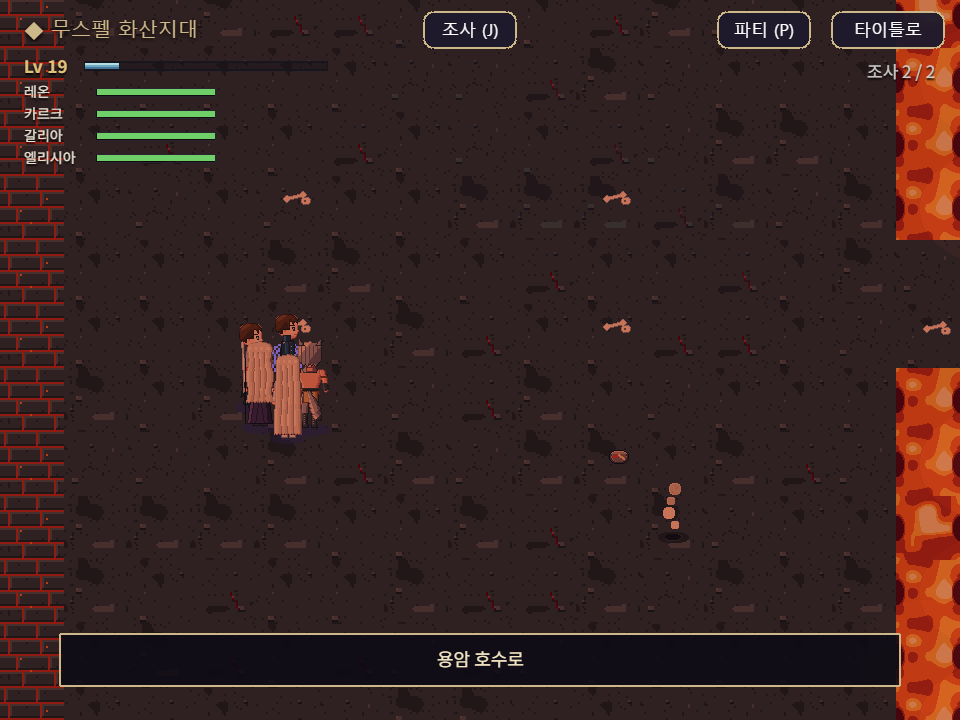 무스펠 화산지대
조사 (J)
파티 (P)
타이틀로
Lv 19
조사 2 / 2
레온
카르크
갈리아
엘리시아
용암 호수로